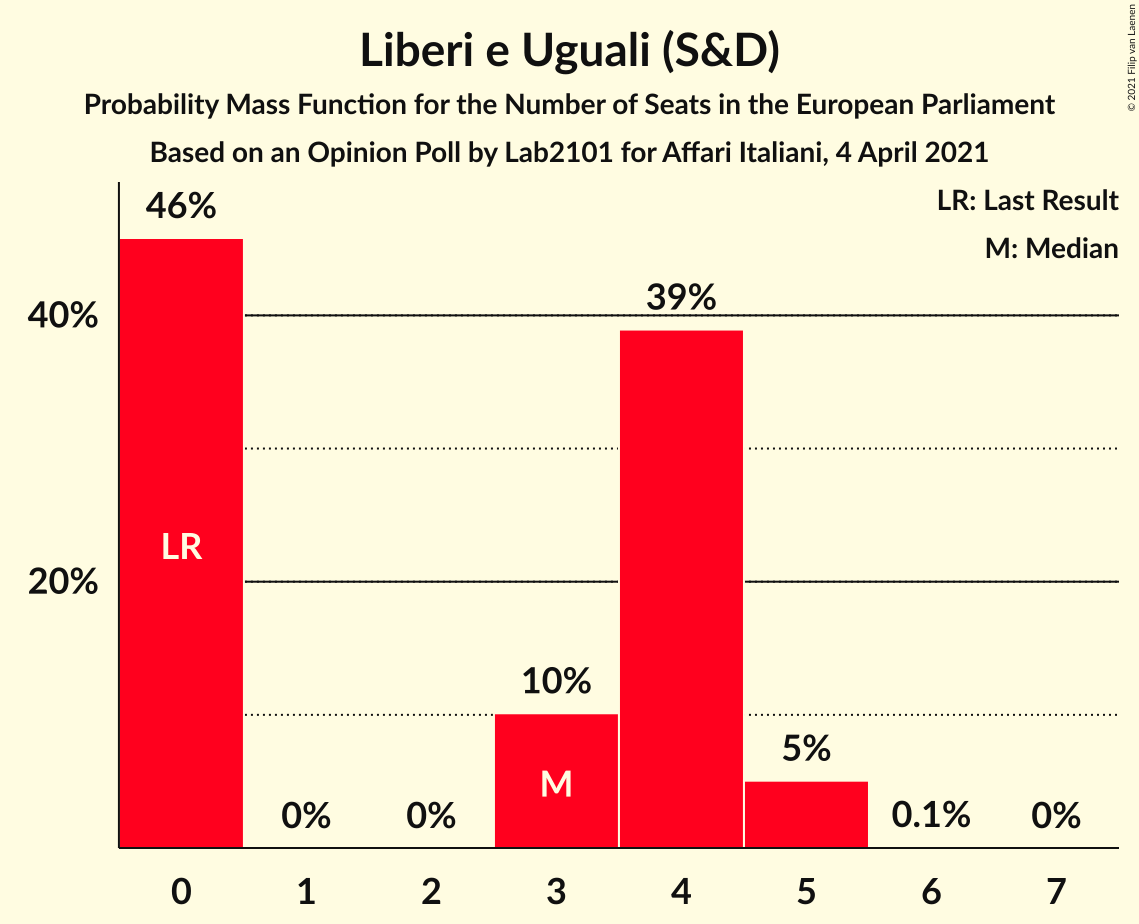 Liberi e Uguali (S&D)
Probability Mass Function for the Number of Seats in the European Parliament
Based on an Opinion Poll by Lab2101 for Affari Italiani, 4 April 2021
© 2021 Filip van Laenen
LR: Last Result
M: Median
46%
39%
40%
LR
20%
10%
M
5%
0%
0%
0.1%
0%
0 1 2 3 4 5 6 7